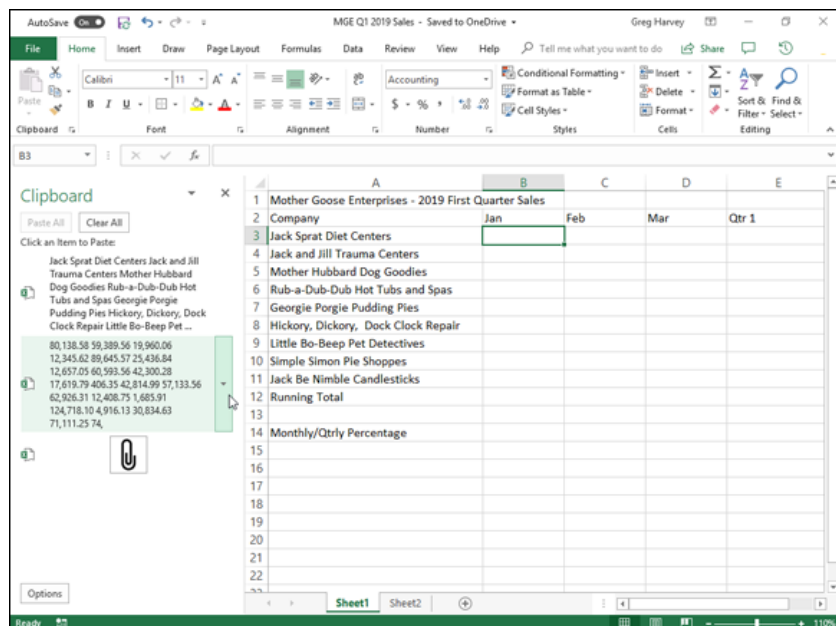 AutoSave On MGE Q1 2019 Sales - Saved to OneDrive Greg Harvey
File Home Insert Draw Page Layout Formulas Data Review View Help Tell me what you want to do Share
Paste
Calibri 11 A A
B I U A
Accounting
$ % ,
Conditional Formatting
Format as Table
Cell Styles
Insert
Delete
Format
Sort & Filter
Find & Select
Clipboard Font Alignment Number Styles Cells Editing
B3 fx
Clipboard
Paste All Clear All
Click an Item to Paste:
Jack Sprat Diet Centers Jack and Jill
Trauma Centers Mother Hubbard
Dog Goodies Rub-a-Dub-Dub Hot
Tubs and Spas Georgie Porgie
Pudding Pies Hickory, Dickory, Dock
Clock Repair Little Bo-Beep Pet ...
80,138.58 59,389.56 19,960.06
12,345.62 89,645.57 25,436.84
12,657.05 60,593.56 42,300.28
17,619.79 406.35 42,814.99 57,133.56
62,926.31 12,408.75 1,685.91
124,718.10 4,916.13 30,834.63
71,111.25 74,
Options
A B C D E
1 Mother Goose Enterprises - 2019 First Quarter Sales
2 Company Jan Feb Mar Qtr 1
3 Jack Sprat Diet Centers
4 Jack and Jill Trauma Centers
5 Mother Hubbard Dog Goodies
6 Rub-a-Dub-Dub Hot Tubs and Spas
7 Georgie Porgie Pudding Pies
8 Hickory, Dickory, Dock Clock Repair
9 Little Bo-Beep Pet Detectives
10 Simple Simon Pie Shoppes
11 Jack Be Nimble Candlesticks
12 Running Total
13
14 Monthly/Qtrly Percentage
15
16
17
18
19
20
21
22
Sheet1 Sheet2
Ready 110%